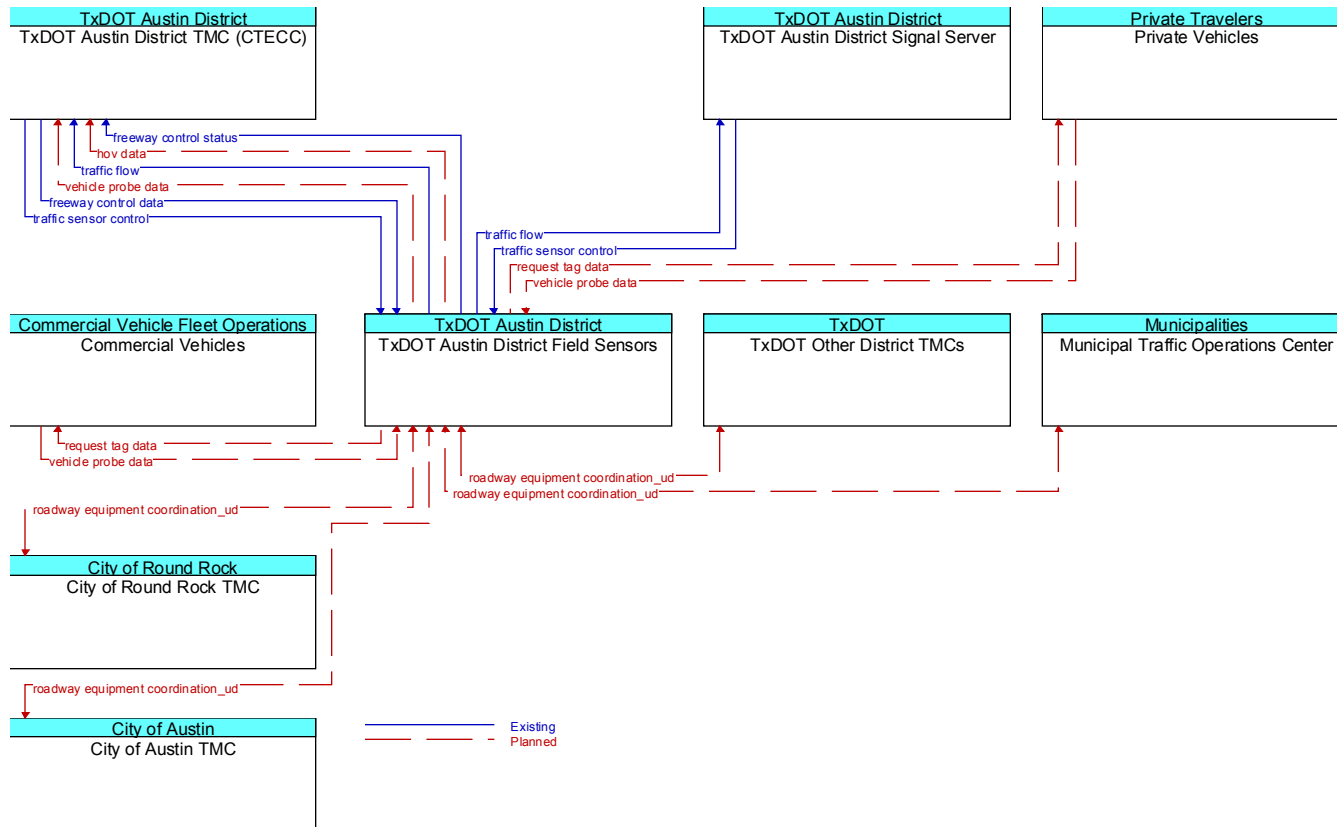 TxDOT Austin District
TxDOT Austin District TMC (CTECC)
TxDOT Austin District
TxDOT Austin District Signal Server
Private Travelers
Private Vehicles
freeway control status
hov data
traffic flow
vehicle probe data
freeway control data
traffic sensor control
traffic flow
traffic sensor control
request tag data
vehicle probe data
Commercial Vehicle Fleet Operations
Commercial Vehicles
TxDOT Austin District
TxDOT Austin District Field Sensors
TxDOT
TxDOT Other District TMCs
Municipalities
Municipal Traffic Operations Center
request tag data
vehicle probe data
roadway equipment coordination_ud
roadway equipment coordination_ud
roadway equipment coordination_ud
City of Round Rock
City of Round Rock TMC
roadway equipment coordination_ud
City of Austin
City of Austin TMC
Existing
Planned